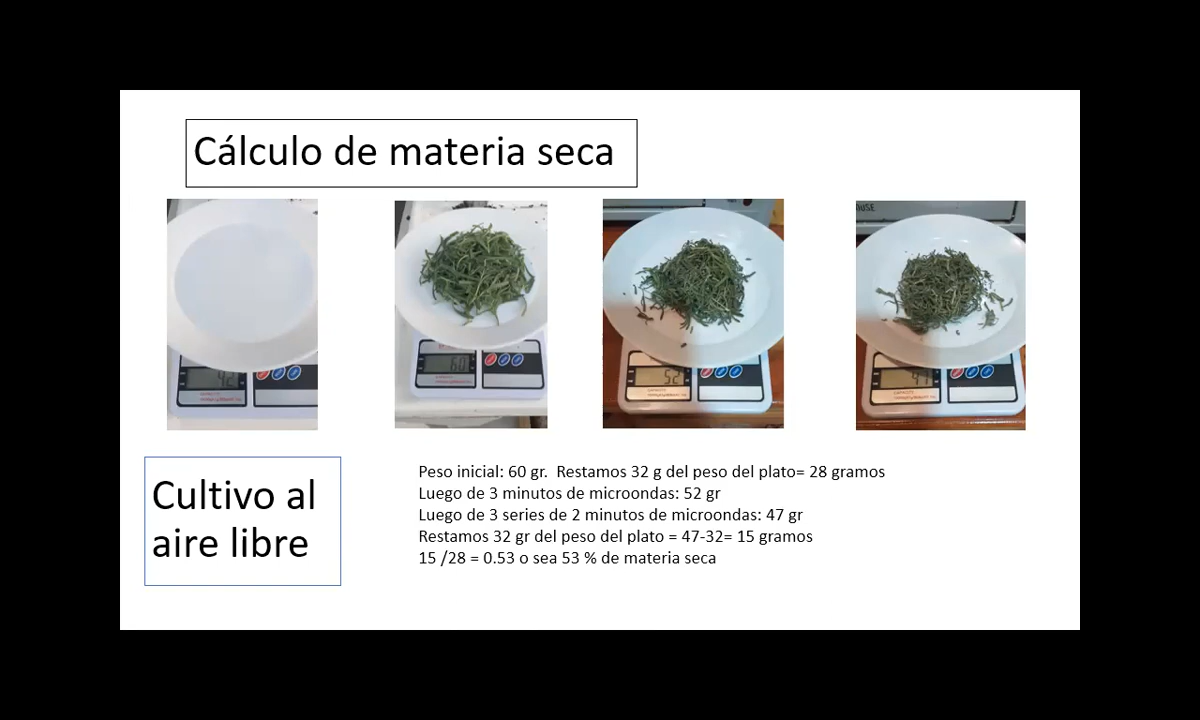 Cálculo de materia seca
42
60
52
47
Cultivo al
aire libre
Peso inicial: 60 gr.  Restamos 32 g del peso del plato= 28 gramos
Luego de 3 minutos de microondas: 52 gr
Luego de 3 series de 2 minutos de microondas: 47 gr
Restamos 32 gr del peso del plato = 47-32= 15 gramos
15 /28 = 0.53 o sea 53 % de materia seca